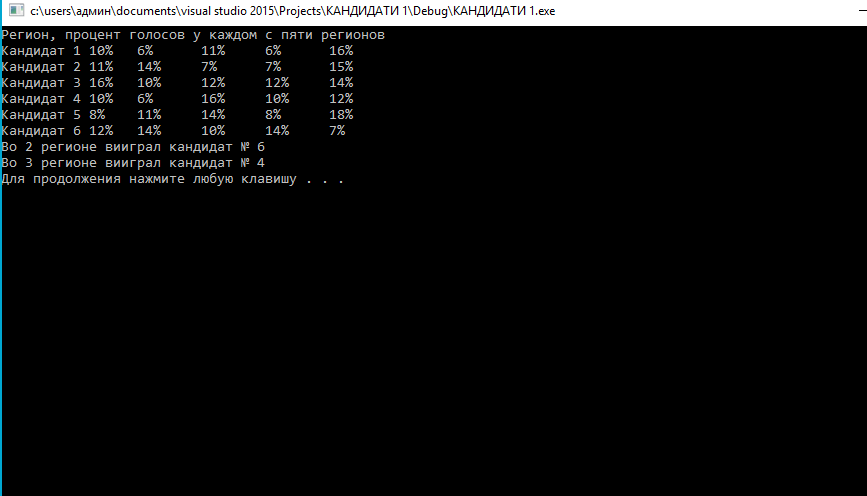 c:\users\админ\documents\visual studio 2015\Projects\КАНДИДАТИ 1\Debug\КАНДИДАТИ 1.exe
Регион, процент голосов у каждом с пяти регионов
Кандидат 1 10% 6% 11% 6% 16%
Кандидат 2 11% 14% 7% 7% 15%
Кандидат 3 16% 10% 12% 12% 14%
Кандидат 4 10% 6% 16% 10% 12%
Кандидат 5 8% 11% 14% 8% 18%
Кандидат 6 12% 14% 10% 14% 7%
Во 2 регионе вииграл кандидат № 6
Во 3 регионе вииграл кандидат № 4
Для продолжения нажмите любую клавишу . . .